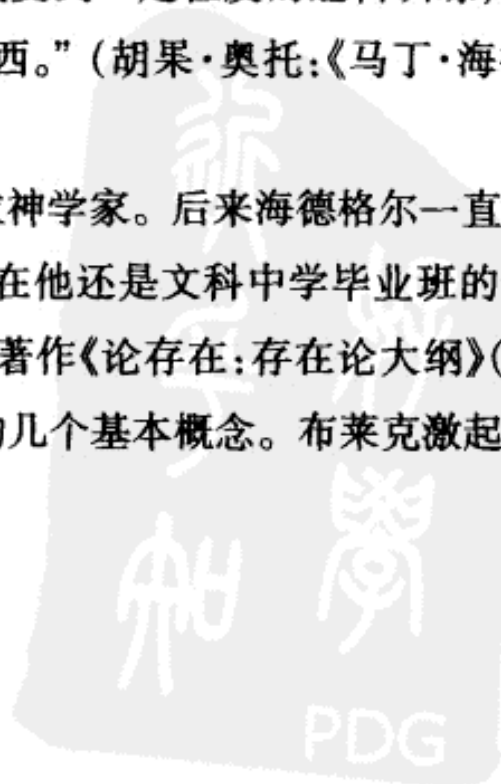 西。”(胡果·奥托:《马丁·海
神学家。后来海德格尔一直
在他还是文科中学毕业班的
著作《论存在:存在论大纲》(
几个基本概念。布莱克激起
知
學
PDG